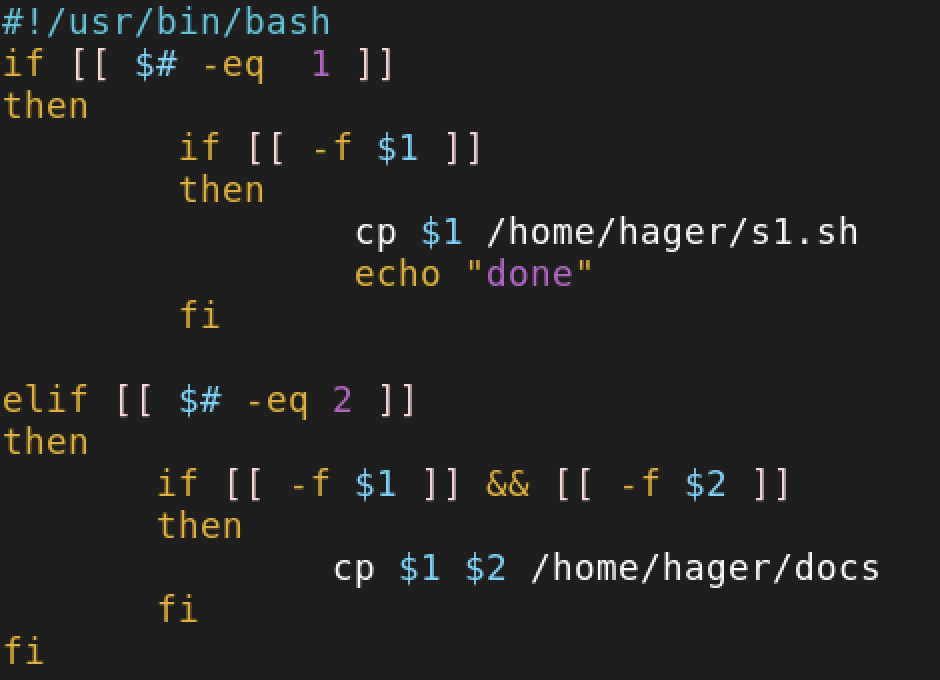 #!/usr/bin/bash
if [[ $# -eq  1 ]]
then
        if [[ -f $1 ]]
        then
                cp $1 /home/hager/s1.sh
                echo "done"
        fi

elif [[ $# -eq 2 ]]
then
       if [[ -f $1 ]] && [[ -f $2 ]]
       then
               cp $1 $2 /home/hager/docs
       fi
fi